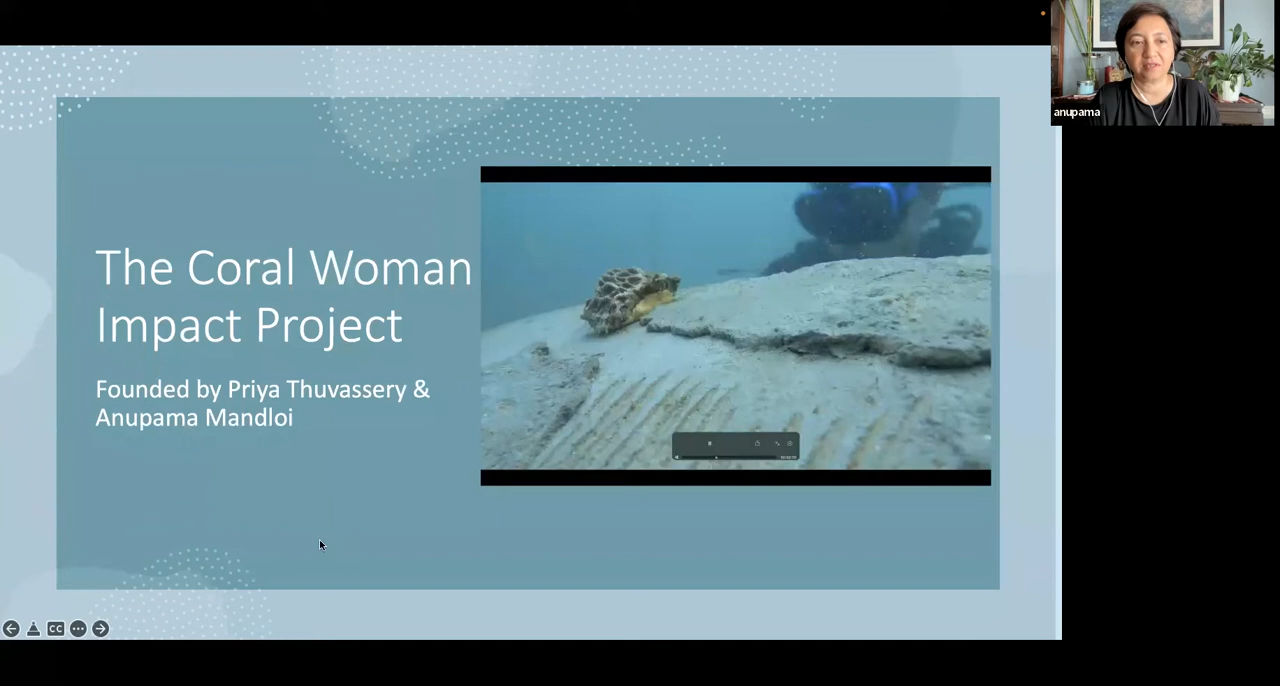 anupama
The Coral Woman
Impact Project
Founded by Priya Thuvassery &
Anupama Mandloi
CC